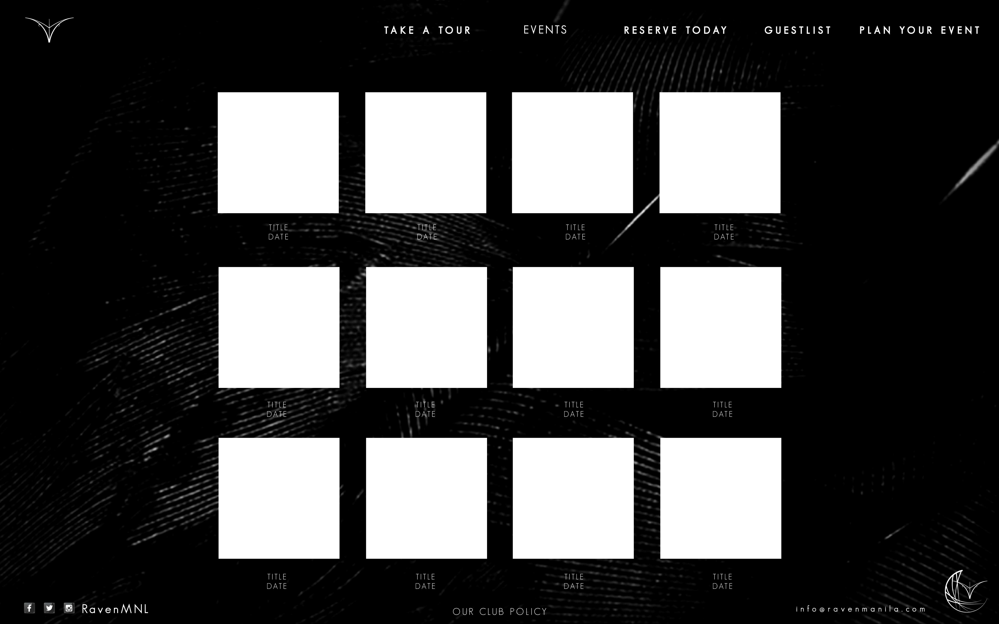 TAKE A TOUR EVENTS RESERVE TODAY GUESTLIST PLAN YOUR EVENT
TITLE TITLE TITLE TITLE
DATE DATE DATE DATE
TITLE TITLE TITLE TITLE
DATE DATE DATE DATE
TITLE TITLE TITLE TITLE
DATE DATE DATE DATE
RavenMNL OUR CLUB POLICY info@ravenmanila.com